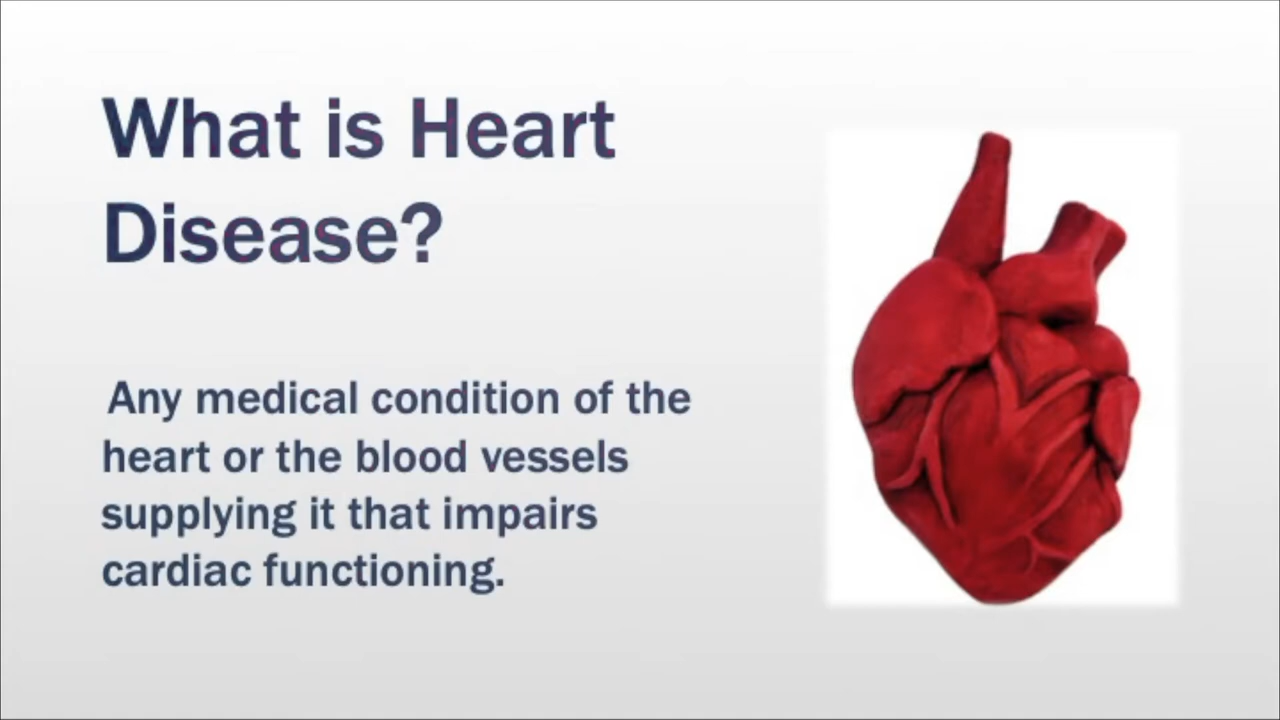 What is Heart
Disease?
Any medical condition of the
heart or the blood vessels
supplying it that impairs
cardiac functioning.